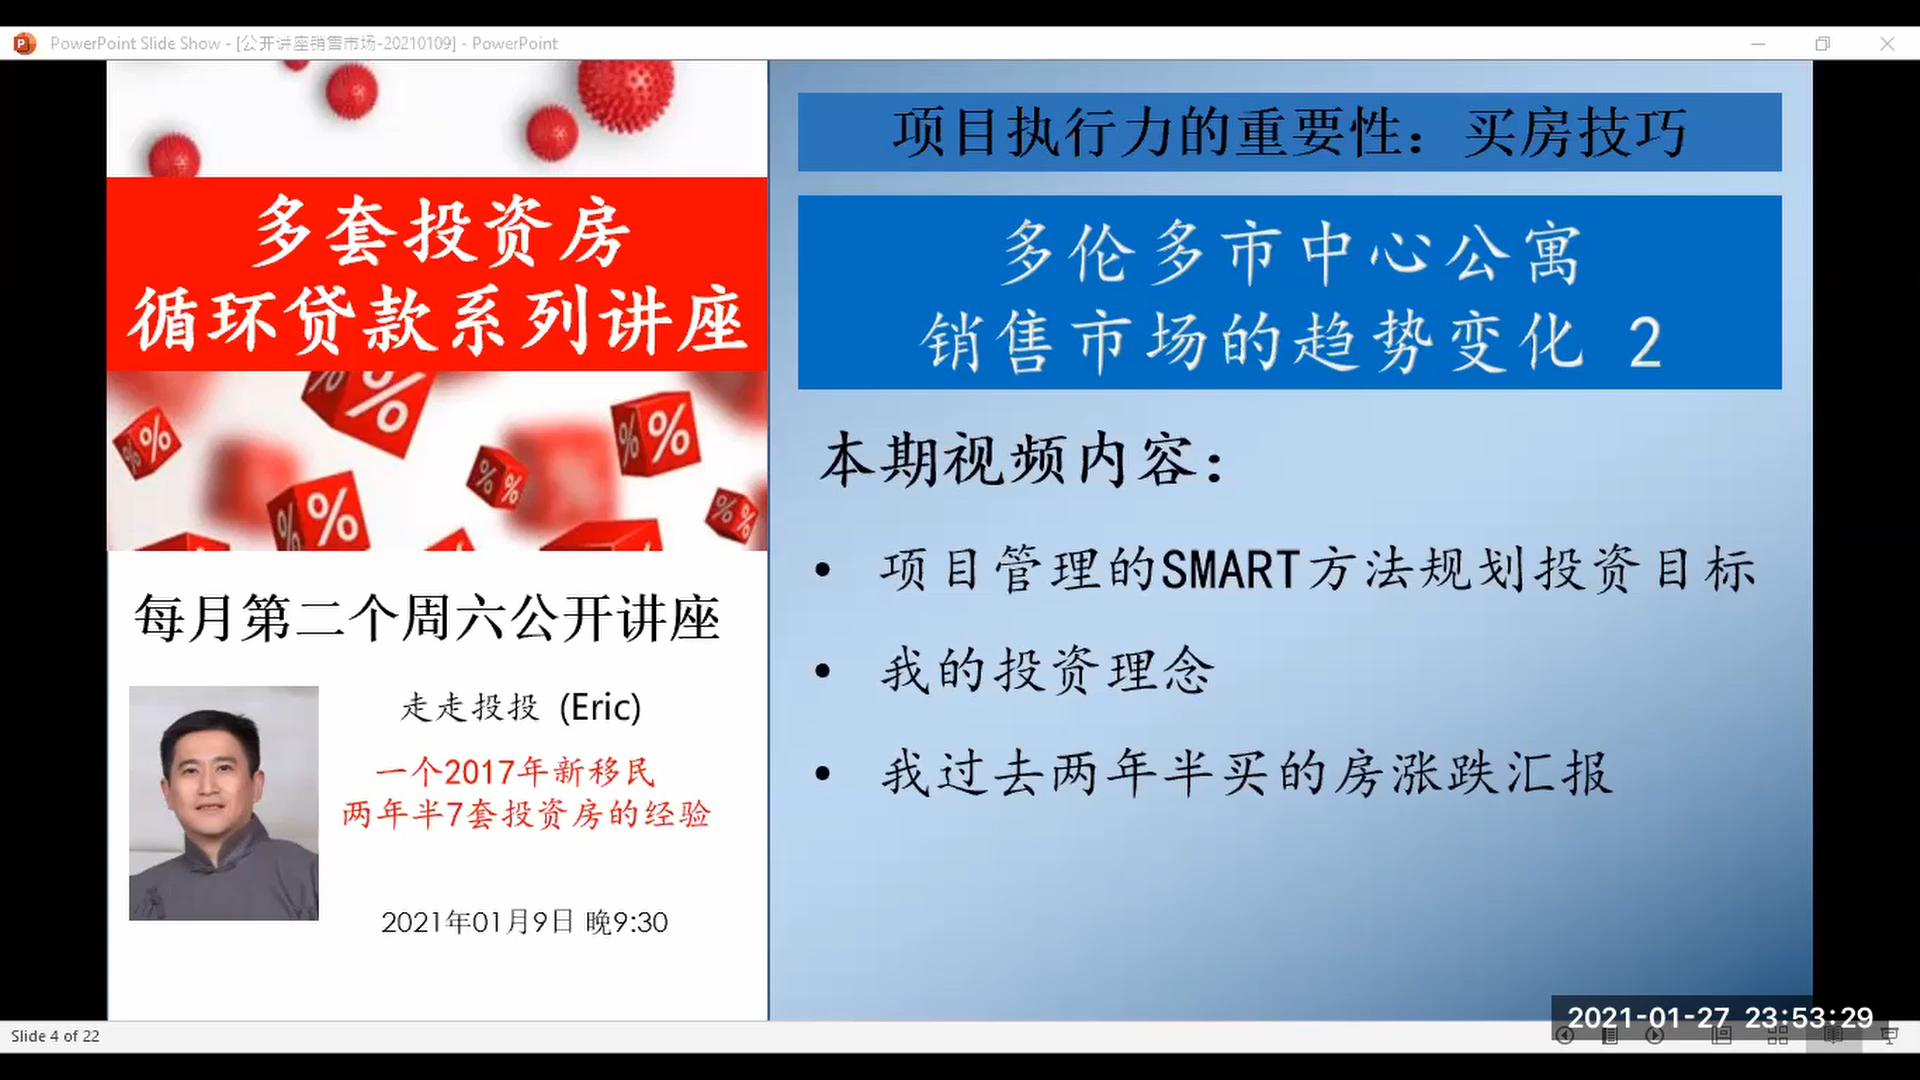 PowerPoint Slide Show - [公开讲座销售市场-20210109] - PowerPoint
多套投资房
循环贷款系列讲座
每月第二个周六公开讲座
走走投投 (Eric)
一个2017年新移民
两年半7套投资房的经验
2021年01月9日 晚9:30
项目执行力的重要性：买房技巧
多伦多市中心公寓
销售市场的趋势变化 2
本期视频内容：
• 项目管理的SMART方法规划投资目标
• 我的投资理念
• 我过去两年半买的房涨跌汇报
2021-01-27 23:53:29
Slide 4 of 22
% % % % % % % % % % %